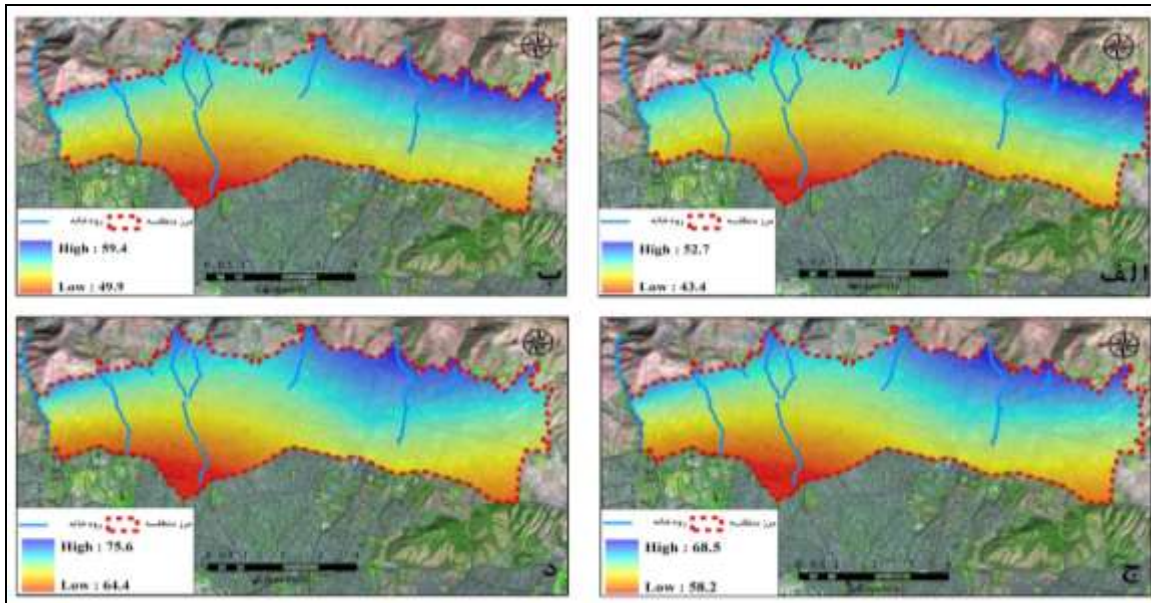 رودخانه مرز منطقه
High : 52.7
Low : 43.4
الف
رودخانه مرز منطقه
High : 59.4
Low : 49.9
ب
رودخانه مرز منطقه
High : 68.5
Low : 58.2
ج
رودخانه مرز منطقه
High : 75.6
Low : 64.4
د